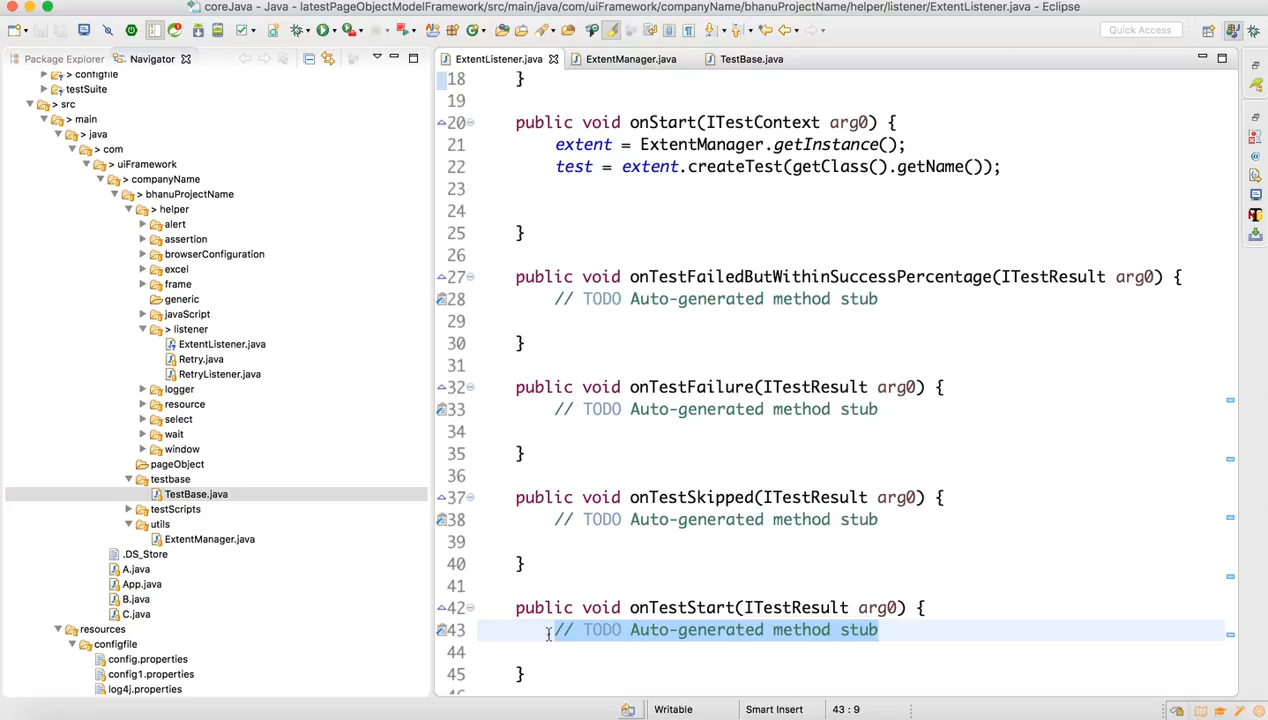 coreJava - Java - latestPageObjectModelFramework/src/main/java/com/uiFramework/companyName/bhanuProjectName/helper/listener/ExtentListener.java - Eclipse
Quick Access
Package Explorer
Navigator
> configfile
testSuite
> src
> main
> java
> com
> uiFramework
> companyName
> bhanuProjectName
> helper
alert
assertion
browserConfiguration
excel
frame
generic
javaScript
> listener
ExtentListener.java
Retry.java
RetryListener.java
logger
resource
select
wait
window
pageObject
testbase
TestBase.java
testScripts
utils
ExtentManager.java
.DS_Store
A.java
App.java
B.java
C.java
resources
configfile
config.properties
config1.properties
log4j.properties
ExtentListener.java
ExtentManager.java
TestBase.java
18 }
19
20 public void onStart(ITestContext arg0) {
21 extent = ExtentManager.getInstance();
22 test = extent.createTest(getClass().getName());
23
24
25 }
26
27 public void onTestFailedButWithinSuccessPercentage(ITestResult arg0) {
28 // TODO Auto-generated method stub
29
30 }
31
32 public void onTestFailure(ITestResult arg0) {
33 // TODO Auto-generated method stub
34
35 }
36
37 public void onTestSkipped(ITestResult arg0) {
38 // TODO Auto-generated method stub
39
40 }
41
42 public void onTestStart(ITestResult arg0) {
43 // TODO Auto-generated method stub
44
45 }
Writable
Smart Insert
43 : 9